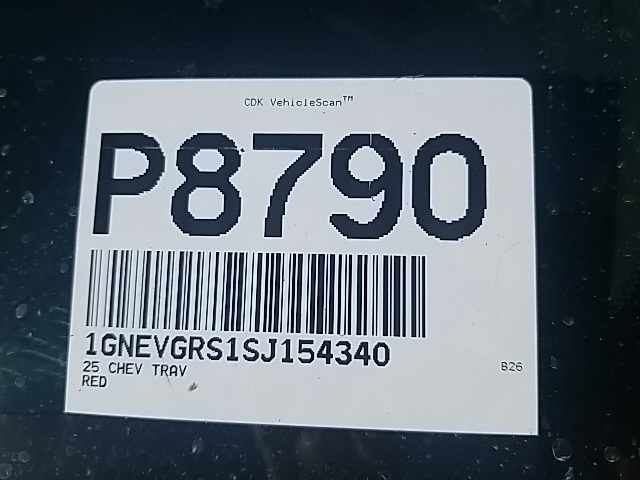 CDK VehicleScan™
P8790
1GNEVGRS1SJ154340
25 CHEV TRAV
RED
B26